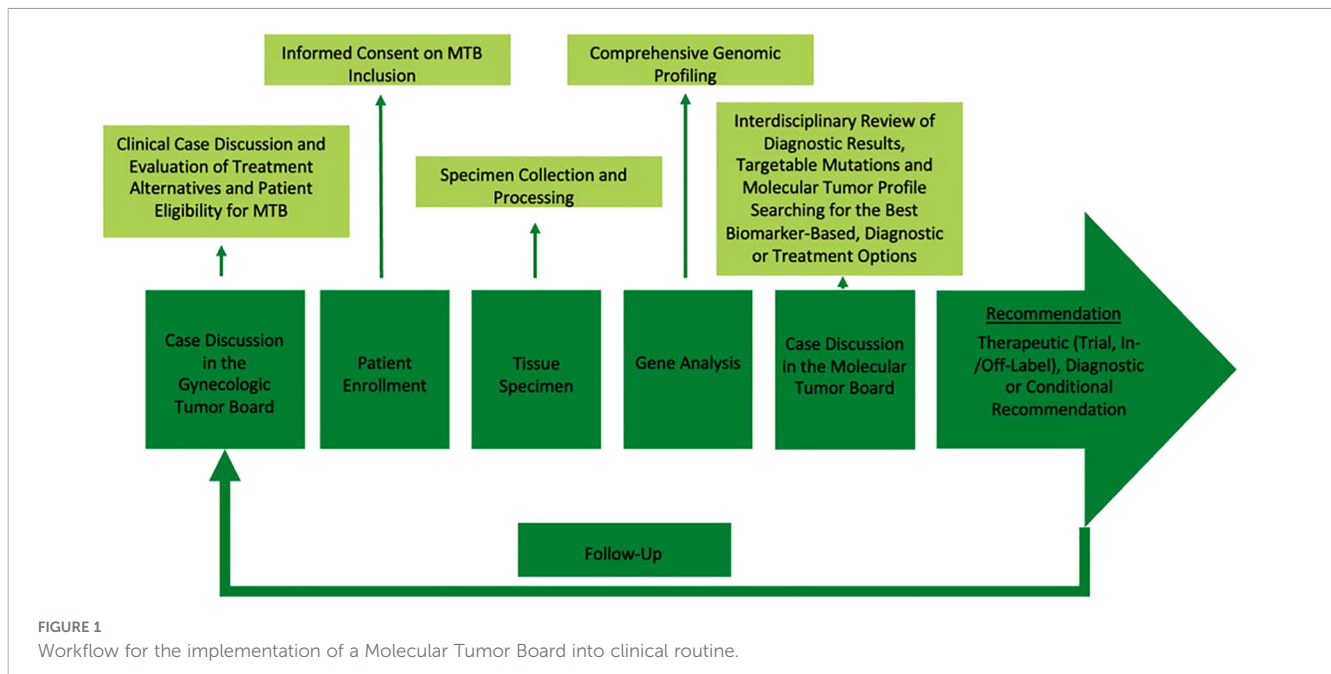 Informed Consent on MTB
Inclusion
Comprehensive Genomic
Profiling
Clinical Case Discussion and
Evaluation of Treatment
Alternatives and Patient
Eligibility for MTB
Specimen Collection and
Processing
Interdisciplinary Review of
Diagnostic Results,
Targetable Mutations and
Molecular Tumor Profile
Searching for the Best
Biomarker-Based, Diagnostic
or Treatment Options
Case Discussion
in the
Gynecologic
Tumor Board
Patient
Enrollment
Tissue
Specimen
Gene Analysis
Case Discussion
in the Molecular
Tumor Board
Recommendation
Therapeutic (Trial, In-
/Off-Label), Diagnostic
or Conditional
Recommendation
Follow-Up
FIGURE 1
Workflow for the implementation of a Molecular Tumor Board into clinical routine.